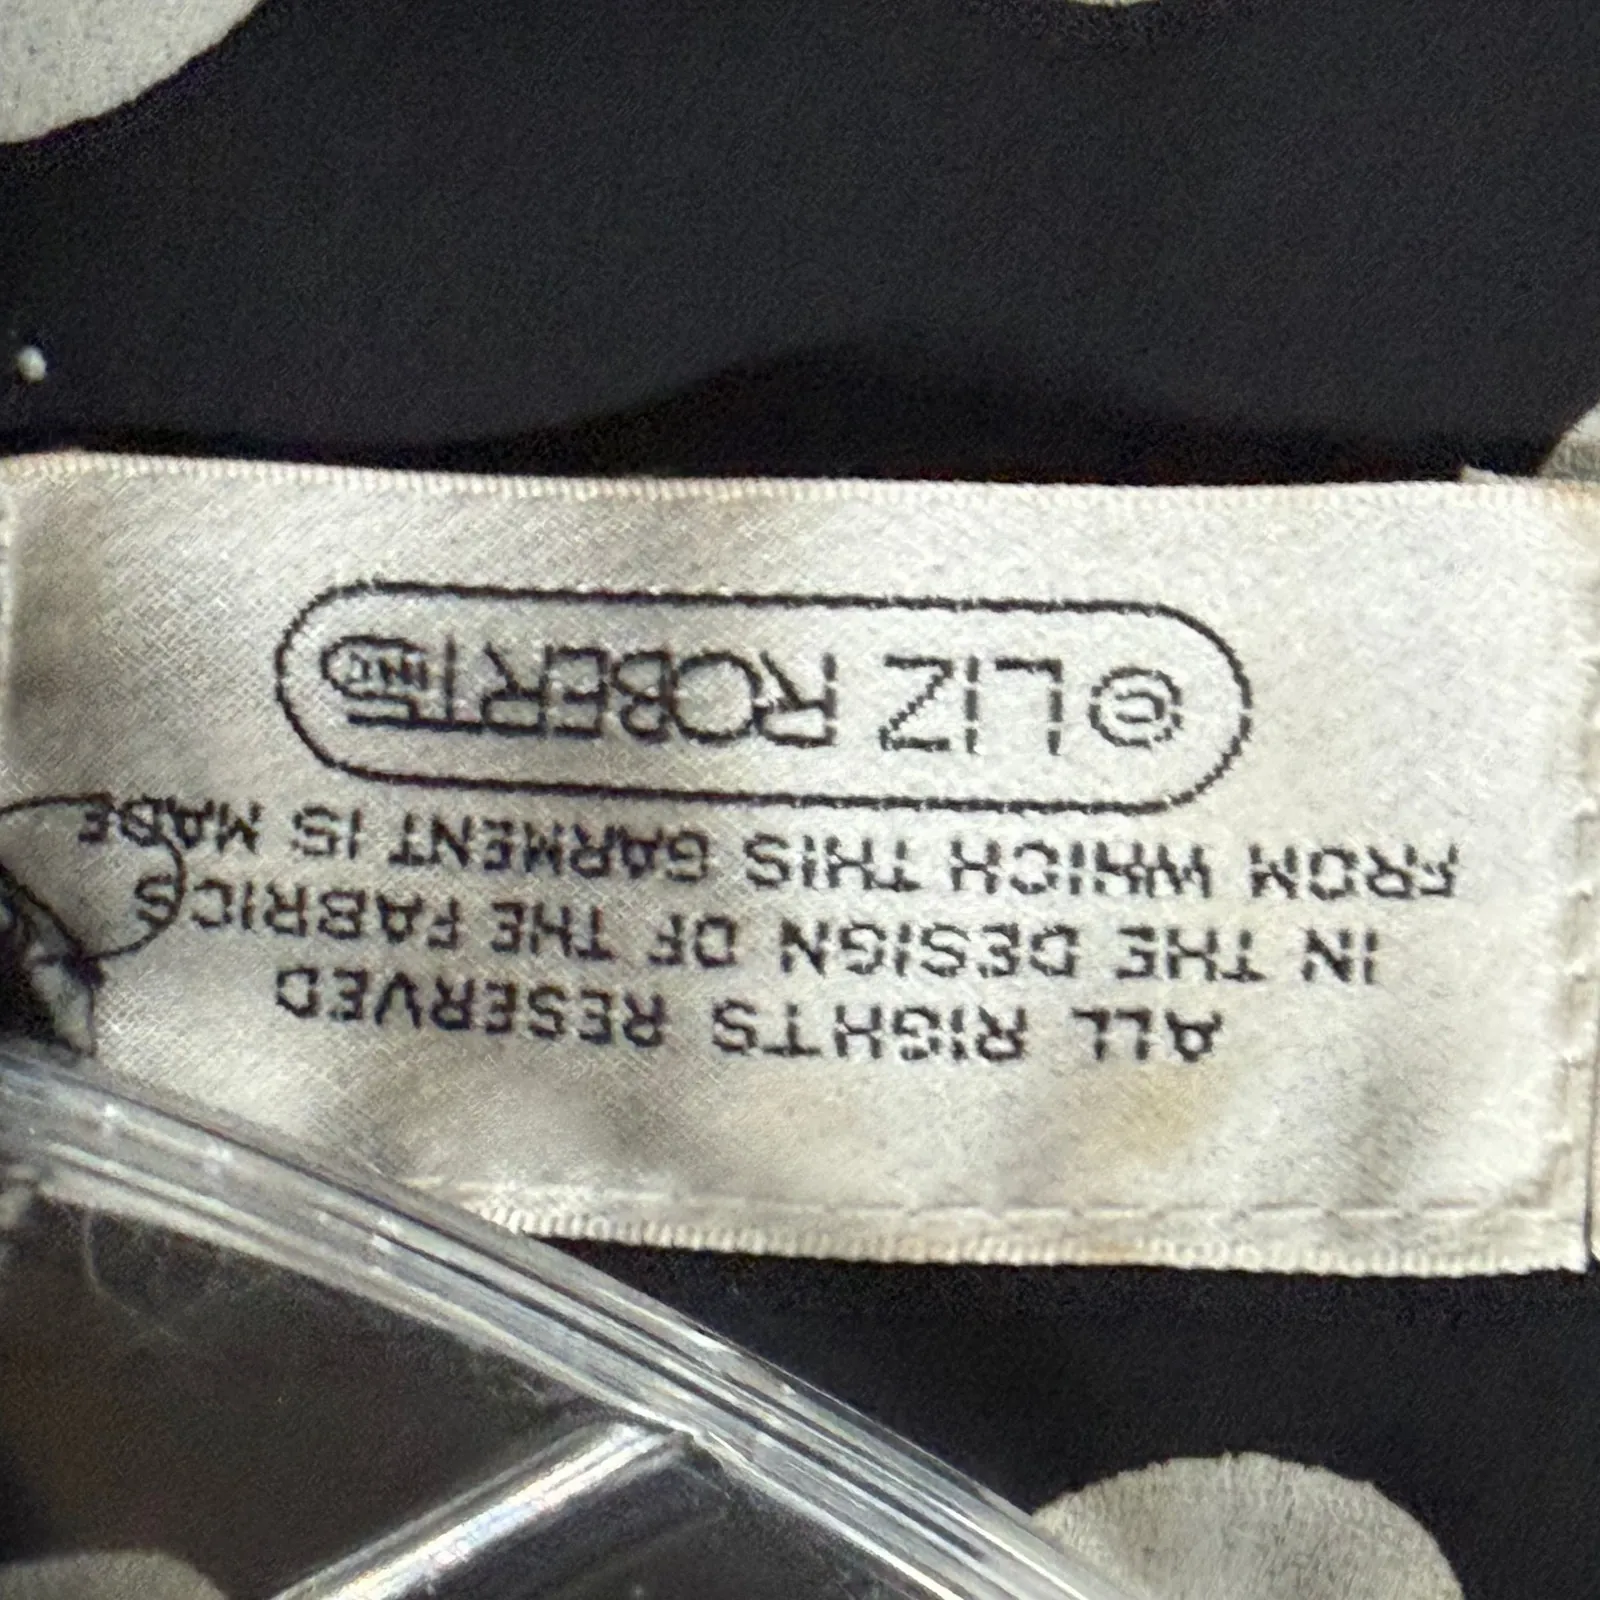 ALL RIGHTS RESERVED
IN THE DESIGN OF THE FABRICS
FROM WHICH THIS GARMENT IS MADE
© LIZ ROBERTS INC